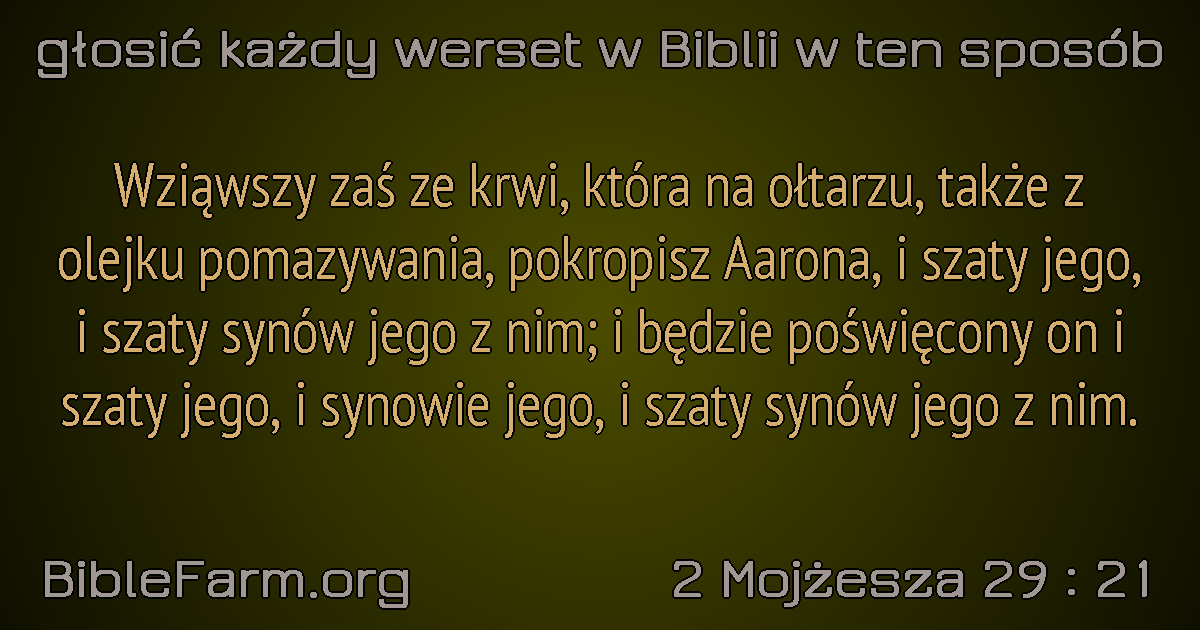 głosić każdy werset w Biblii w ten sposób
Wziąwszy zaś ze krwi, która na ołtarzu, także z
olejku pomazywania, pokropisz Aarona, i szaty jego,
i szaty synów jego z nim; i będzie poświęcony on i
szaty jego, i synowie jego, i szaty synów jego z nim.
BibleFarm.org
2 Mojżesza 29 : 21